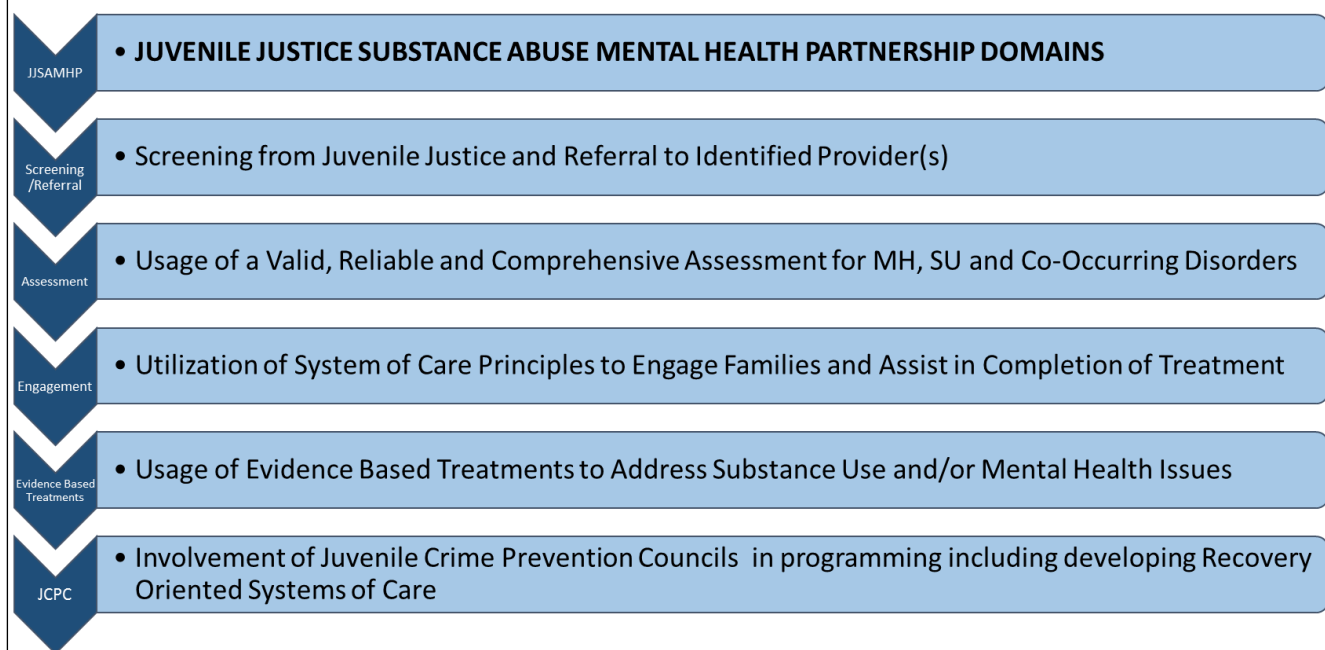 JJSAMHP
• JUVENILE JUSTICE SUBSTANCE ABUSE MENTAL HEALTH PARTNERSHIP DOMAINS
Screening
/Referral
• Screening from Juvenile Justice and Referral to Identified Provider(s)
Assessment
• Usage of a Valid, Reliable and Comprehensive Assessment for MH, SU and Co-Occurring Disorders
Engagement
• Utilization of System of Care Principles to Engage Families and Assist in Completion of Treatment
Evidence Based
Treatments
• Usage of Evidence Based Treatments to Address Substance Use and/or Mental Health Issues
JCPC
• Involvement of Juvenile Crime Prevention Councils in programming including developing Recovery
Oriented Systems of Care